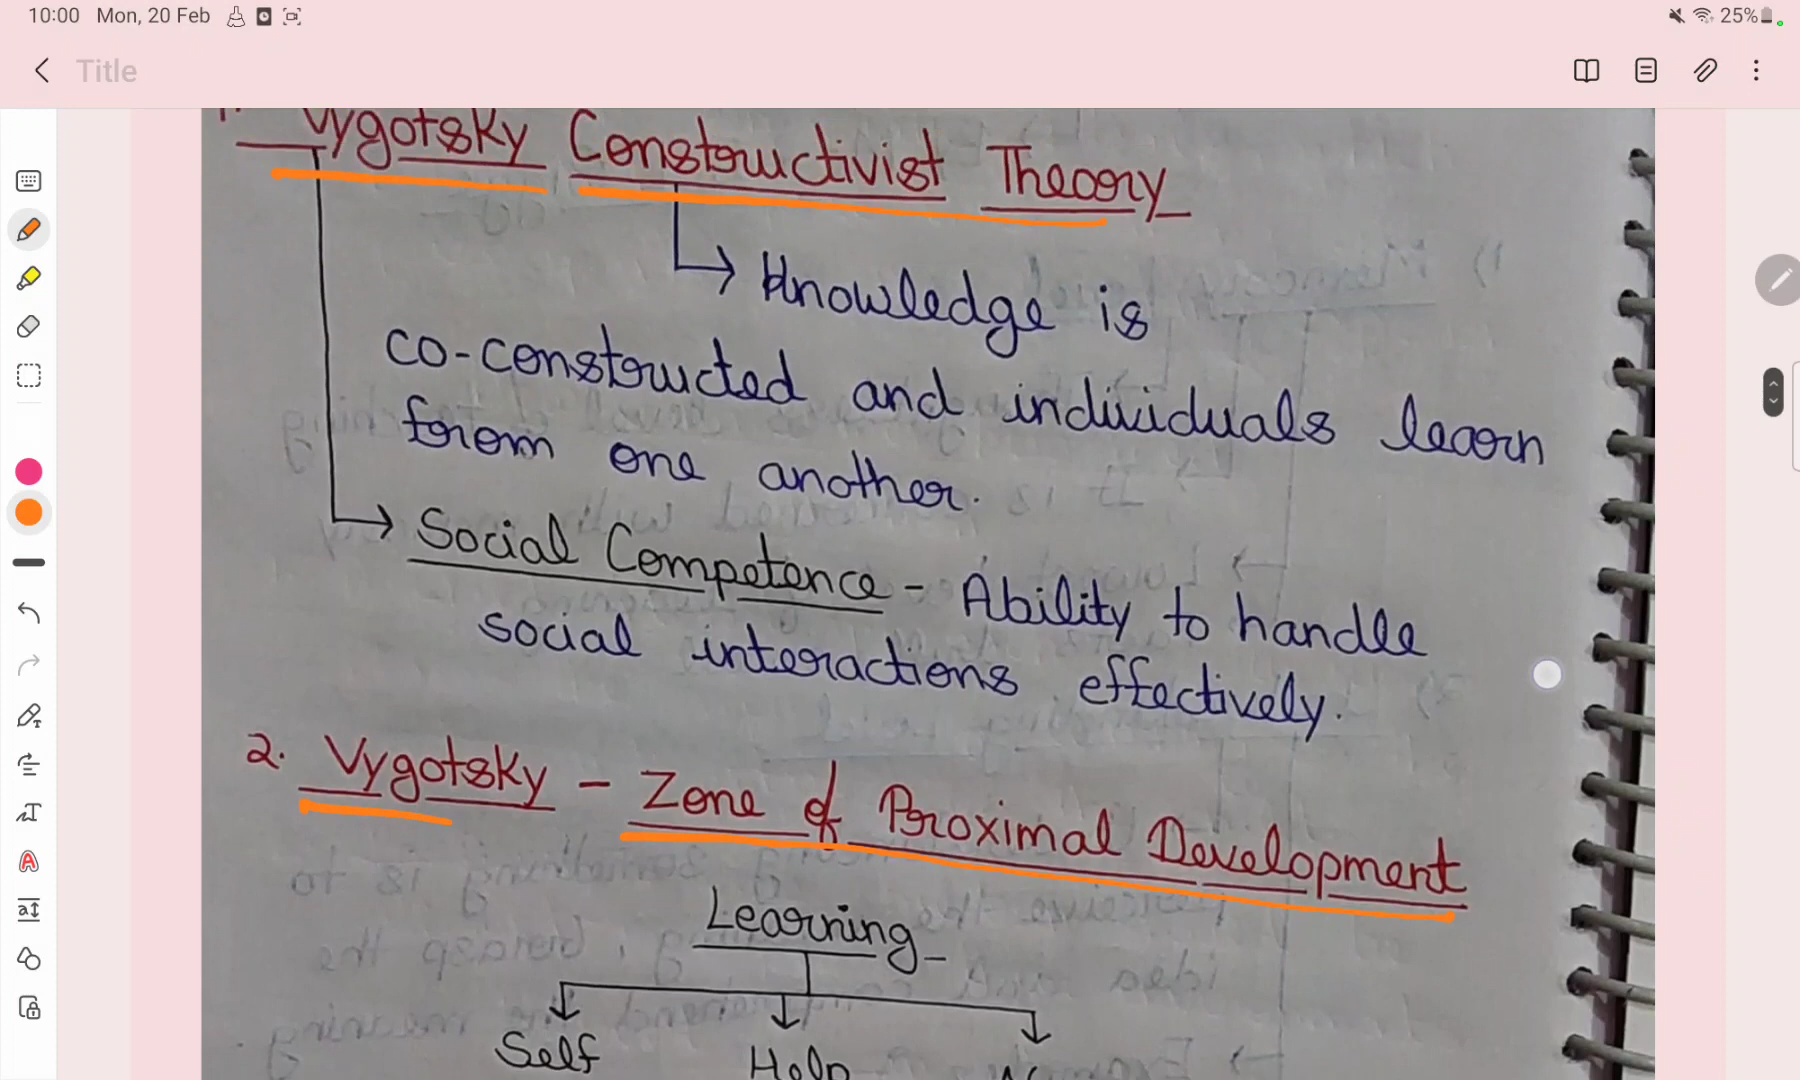 10:00 Mon, 20 Feb
25%
Title
Vygotsky Constructivist Theory
Knowledge is
co-constructed and individuals learn
from one another.
Social Competence - Ability to handle
social interactions effectively.
2. Vygotsky - Zone of Proximal Development
Learning
Self Help